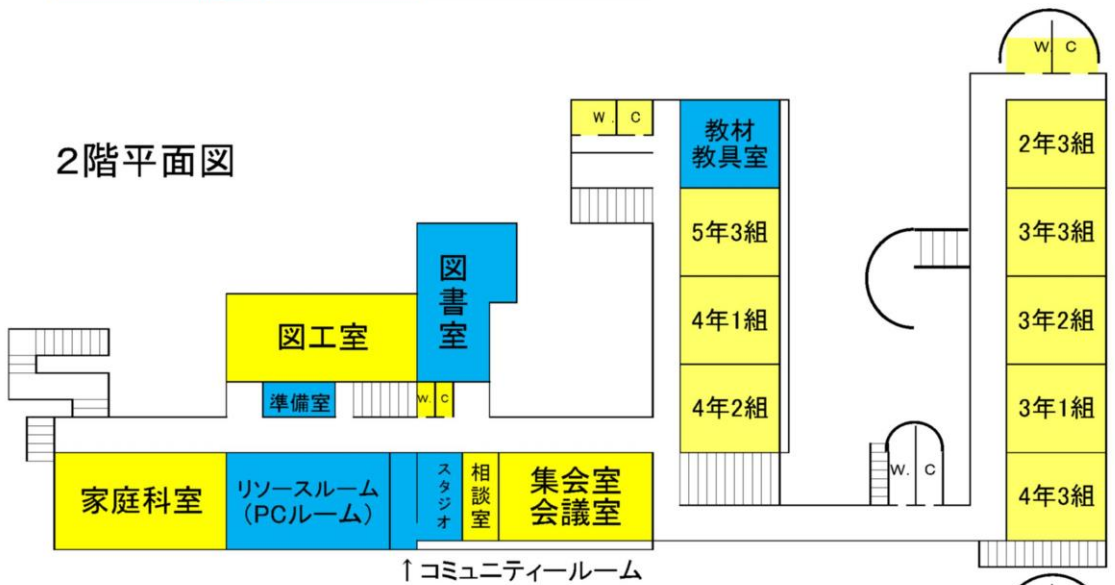 2階平面図
W. C
W. C
教材
教具室
2年3組
5年3組
3年3組
図書室
図工室
4年1組
3年2組
準備室
W. C
4年2組
3年1組
W. C
家庭科室
リソースルーム
(PCルーム)
スタジオ
相談室
集会室
会議室
4年3組
↑コミュニティールーム